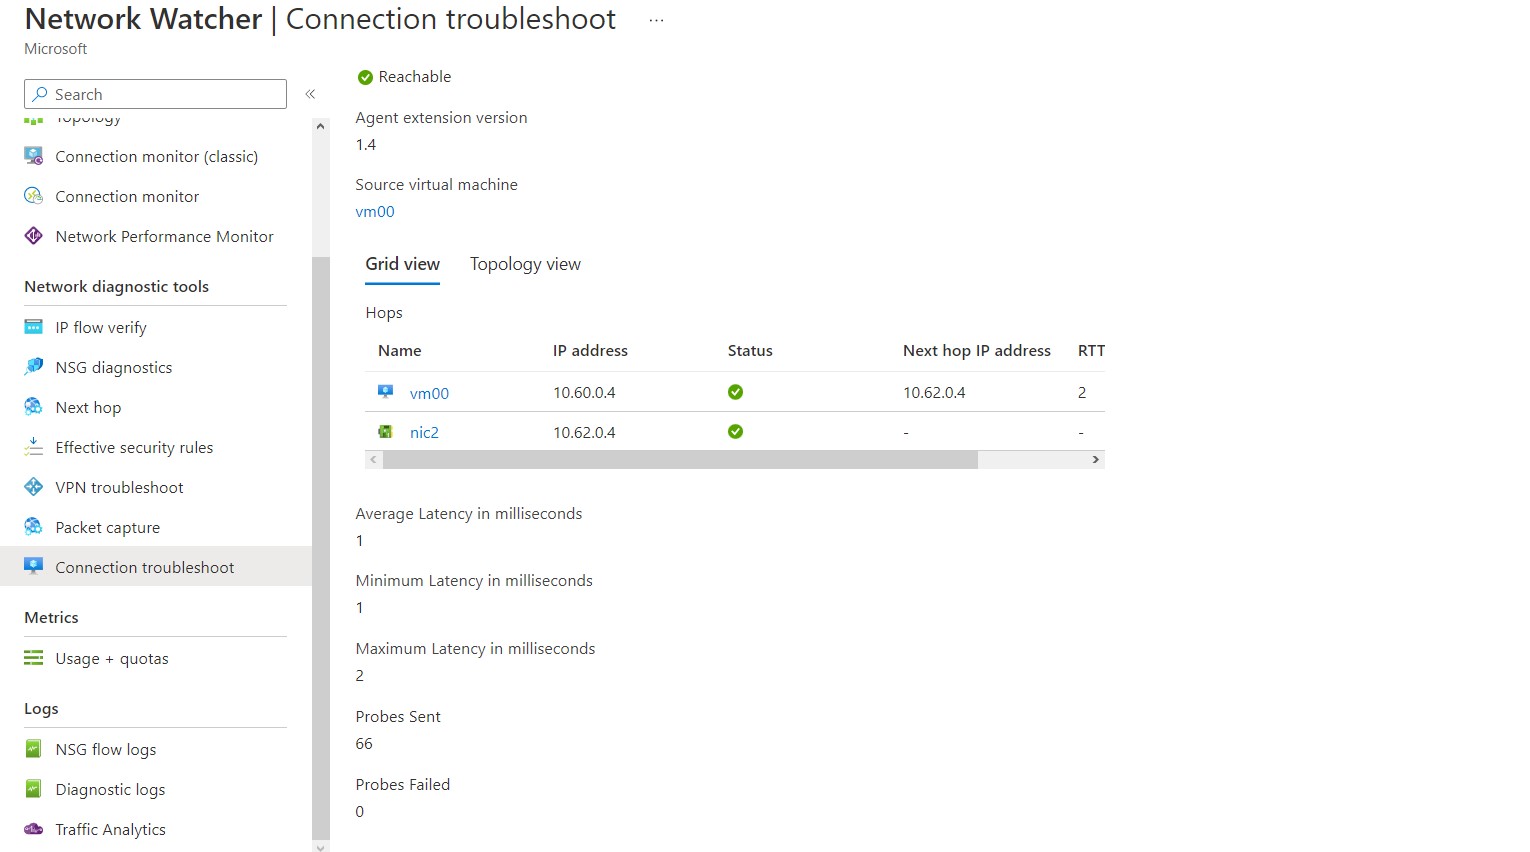 Network Watcher | Connection troubleshoot ...
Microsoft
Search
«
Topology
Connection monitor (classic)
Connection monitor
Network Performance Monitor
Network diagnostic tools
IP flow verify
NSG diagnostics
Next hop
Effective security rules
VPN troubleshoot
Packet capture
Connection troubleshoot
Metrics
Usage + quotas
Logs
NSG flow logs
Diagnostic logs
Traffic Analytics
Reachable
Agent extension version
1.4
Source virtual machine
vm00
Grid view Topology view
Hops
Name IP address Status Next hop IP address RTT
vm00 10.60.0.4 10.62.0.4 2
nic2 10.62.0.4 - -
Average Latency in milliseconds
1
Minimum Latency in milliseconds
1
Maximum Latency in milliseconds
2
Probes Sent
66
Probes Failed
0